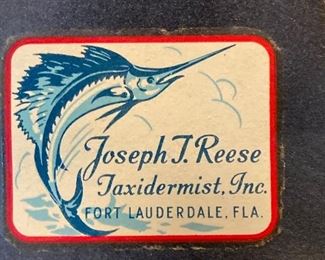 Joseph T. Reese
Taxidermist, Inc.
FORT LAUDERDALE, FLA.